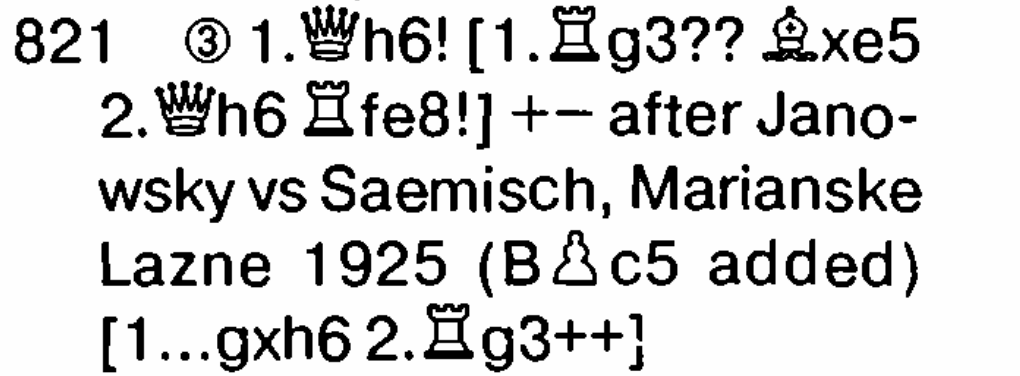 821 ③ 1.♕h6! [1.♖g3?? ♗xe5
2.♕h6 ♖fe8!] +− after Jano-
wsky vs Saemisch, Marianske
Lazne 1925 (B♙c5 added)
[1...gxh6 2.♖g3++]